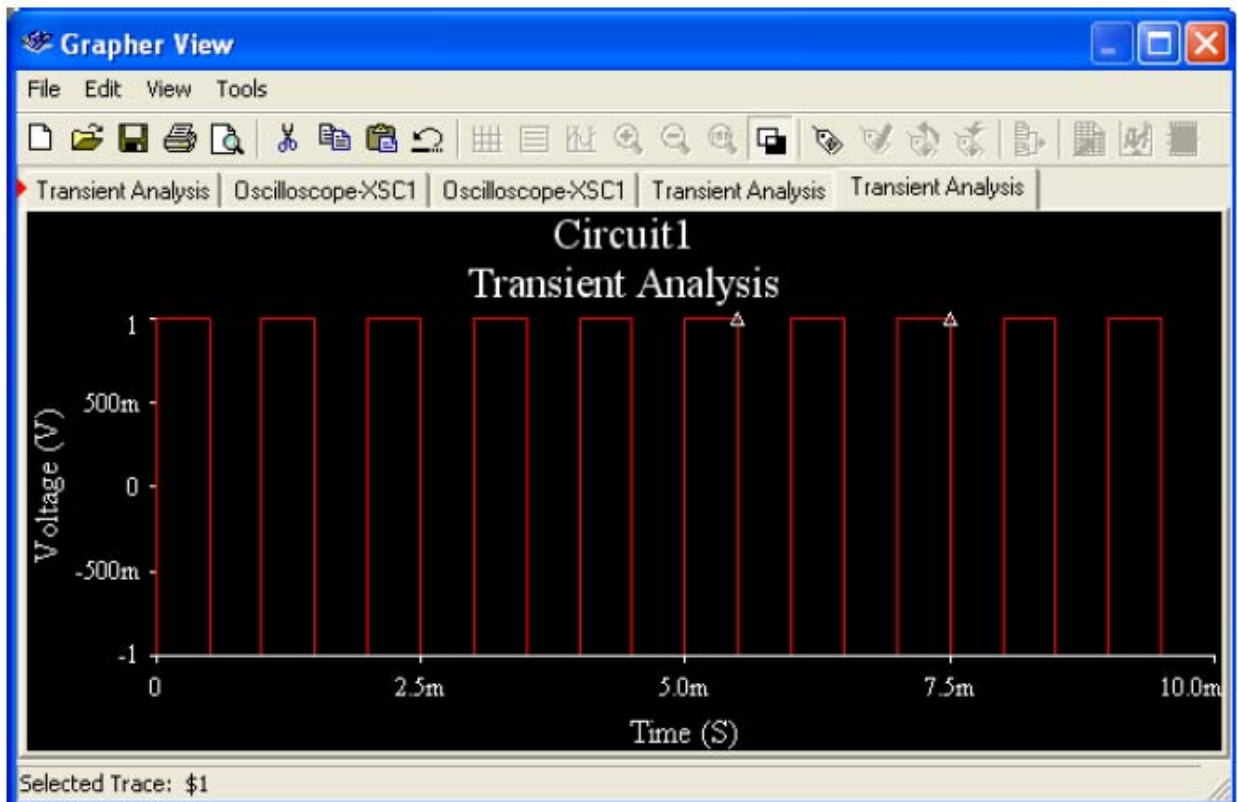 Grapher View
File Edit View Tools
Transient Analysis Oscilloscope-XSC1 Oscilloscope-XSC1 Transient Analysis Transient Analysis
Circuit1
Transient Analysis
1
500m
0
-500m
-1
Voltage (V)
0 2.5m 5.0m 7.5m 10.0m
Time (S)
Selected Trace: $1